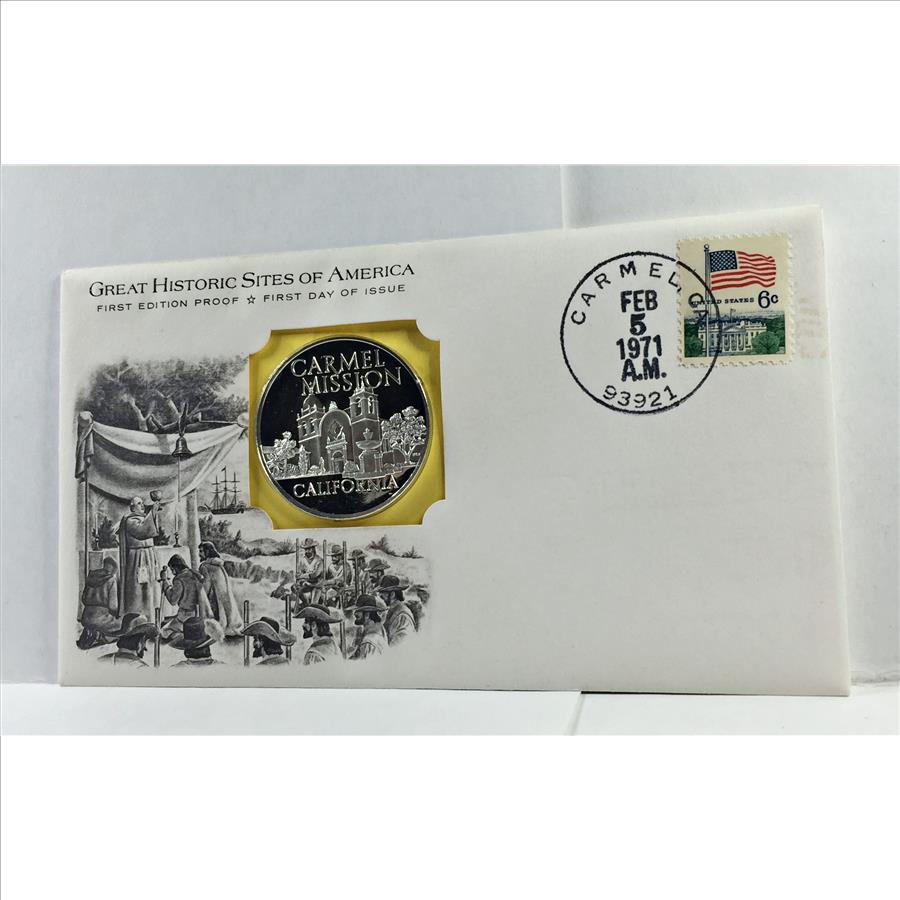 GREAT HISTORIC SITES OF AMERICA
FIRST EDITION PROOF ☆ FIRST DAY OF ISSUE
CARMEL
MISSION
CALIFORNIA
CARMEL, CA
FEB
5
1971
A.M.
93921
UNITED STATES 6c